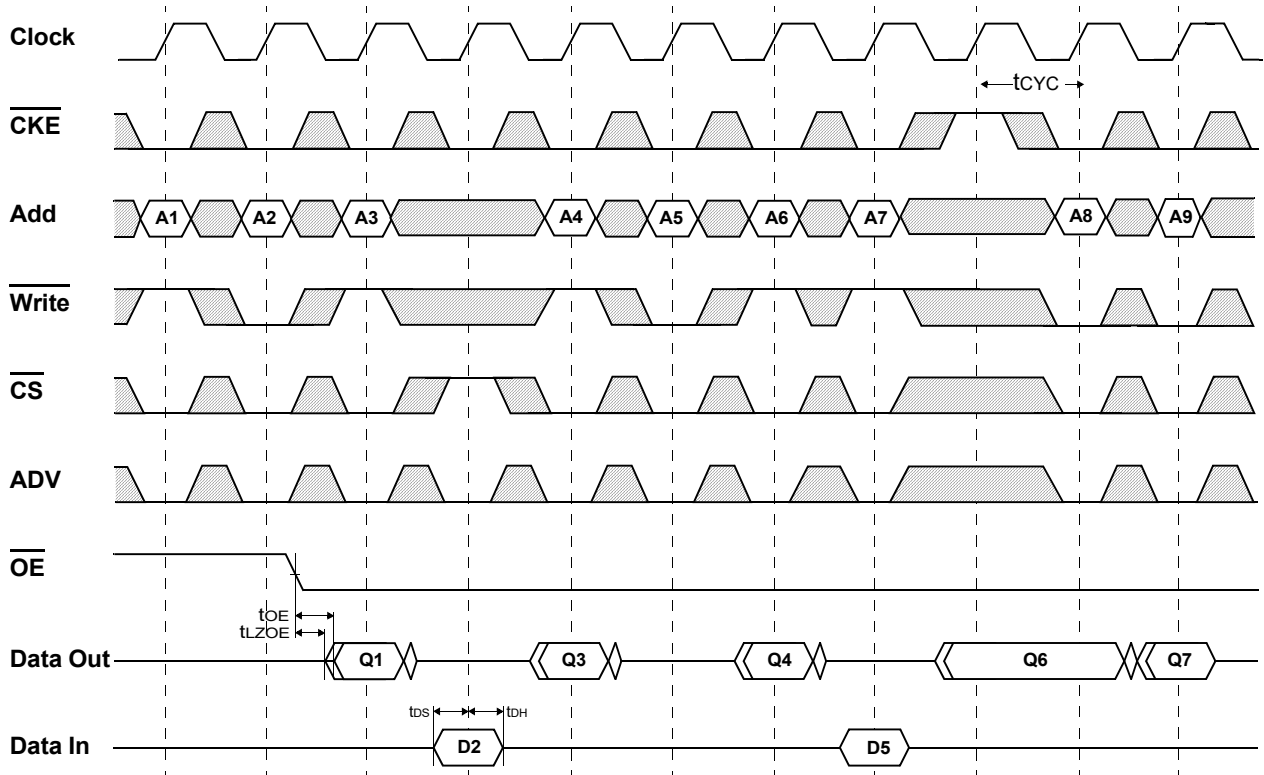 Clock
tCYC
CKE
Add A1 A2 A3 A4 A5 A6 A7 A8 A9
Write
CS
ADV
OE
tOE
tLZOE
Data Out Q1 Q3 Q4 Q6 Q7
tDS tDH
Data In D2 D5